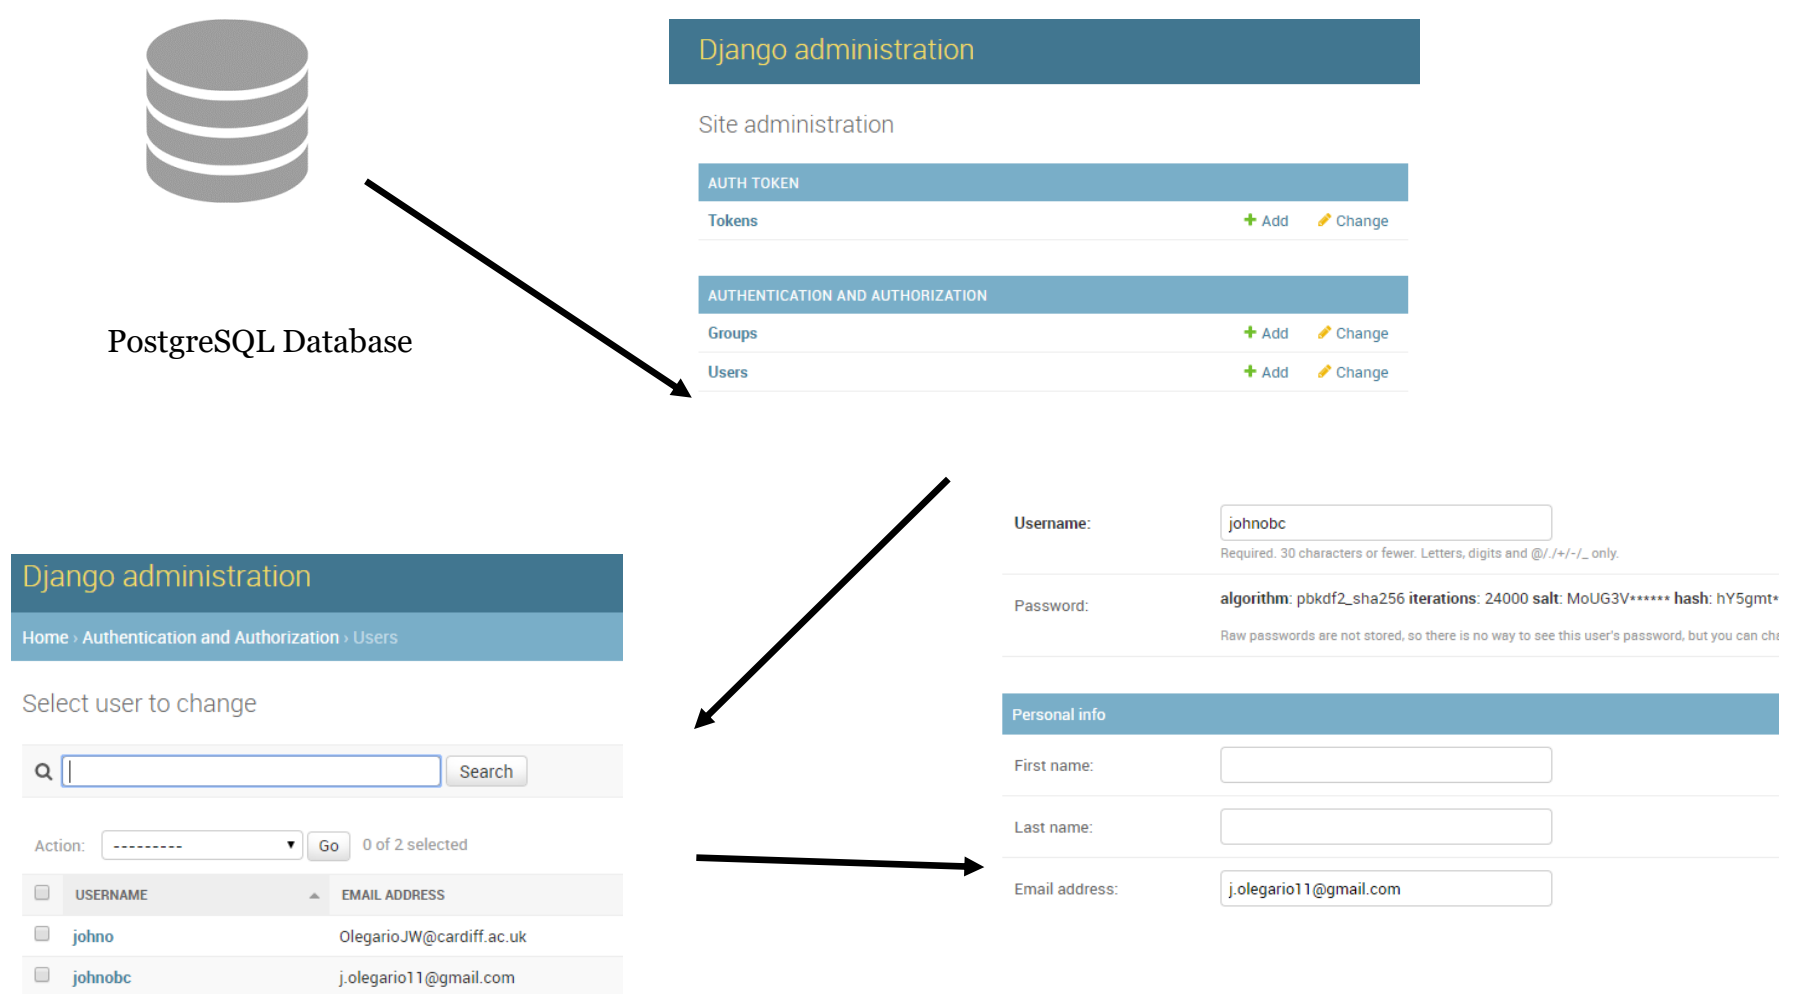 PostgreSQL Database
Django administration
Site administration
AUTH TOKEN
Tokens Add Change
AUTHENTICATION AND AUTHORIZATION
Groups Add Change
Users Add Change
Django administration
Home › Authentication and Authorization › Users
Select user to change
Search
Action: --------- Go 0 of 2 selected
USERNAME EMAIL ADDRESS
johno OlegarioJW@cardiff.ac.uk
johnobc j.olegario11@gmail.com
Username: johnobc
Required. 30 characters or fewer. Letters, digits and @/./+/-/_ only.
Password: algorithm: pbkdf2_sha256 iterations: 24000 salt: MoUG3V****** hash: hY5gmt*
Raw passwords are not stored, so there is no way to see this user's password, but you can cha
Personal info
First name:
Last name:
Email address: j.olegario11@gmail.com